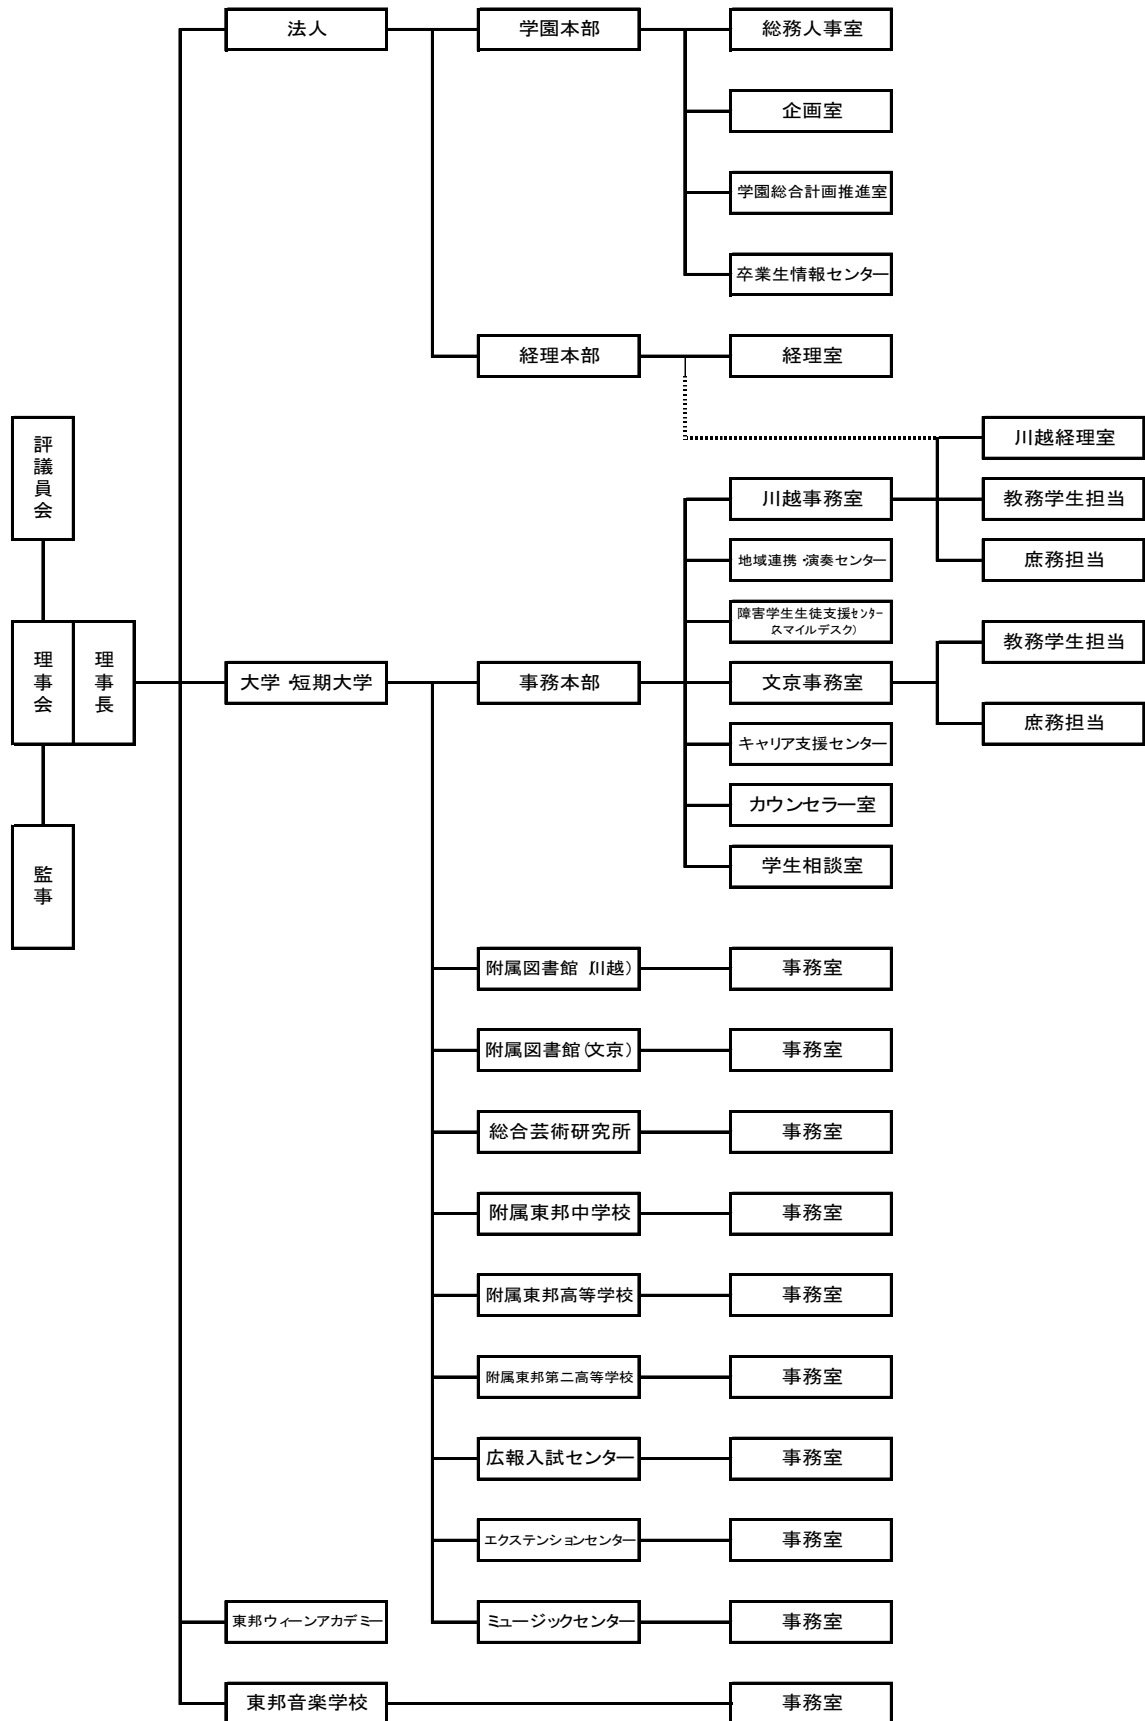 法人
学園本部
総務人事室
企画室
学園総合計画推進室
卒業生情報センター
経理本部
経理室
評議員会
川越経理室
川越事務室
教務学生担当
地域連携・演奏センター
庶務担当
障害学生生徒支援センター
(スマイルデスク)
理事会
理事長
大学・短期大学
事務本部
文京事務室
教務学生担当
庶務担当
キャリア支援センター
カウンセラー室
学生相談室
監事
附属図書館(川越)
事務室
附属図書館(文京)
事務室
総合芸術研究所
事務室
附属東邦中学校
事務室
附属東邦高等学校
事務室
附属東邦第二高等学校
事務室
広報入試センター
事務室
エクステンションセンター
事務室
東邦ウィーンアカデミー
ミュージックセンター
事務室
東邦音楽学校
事務室